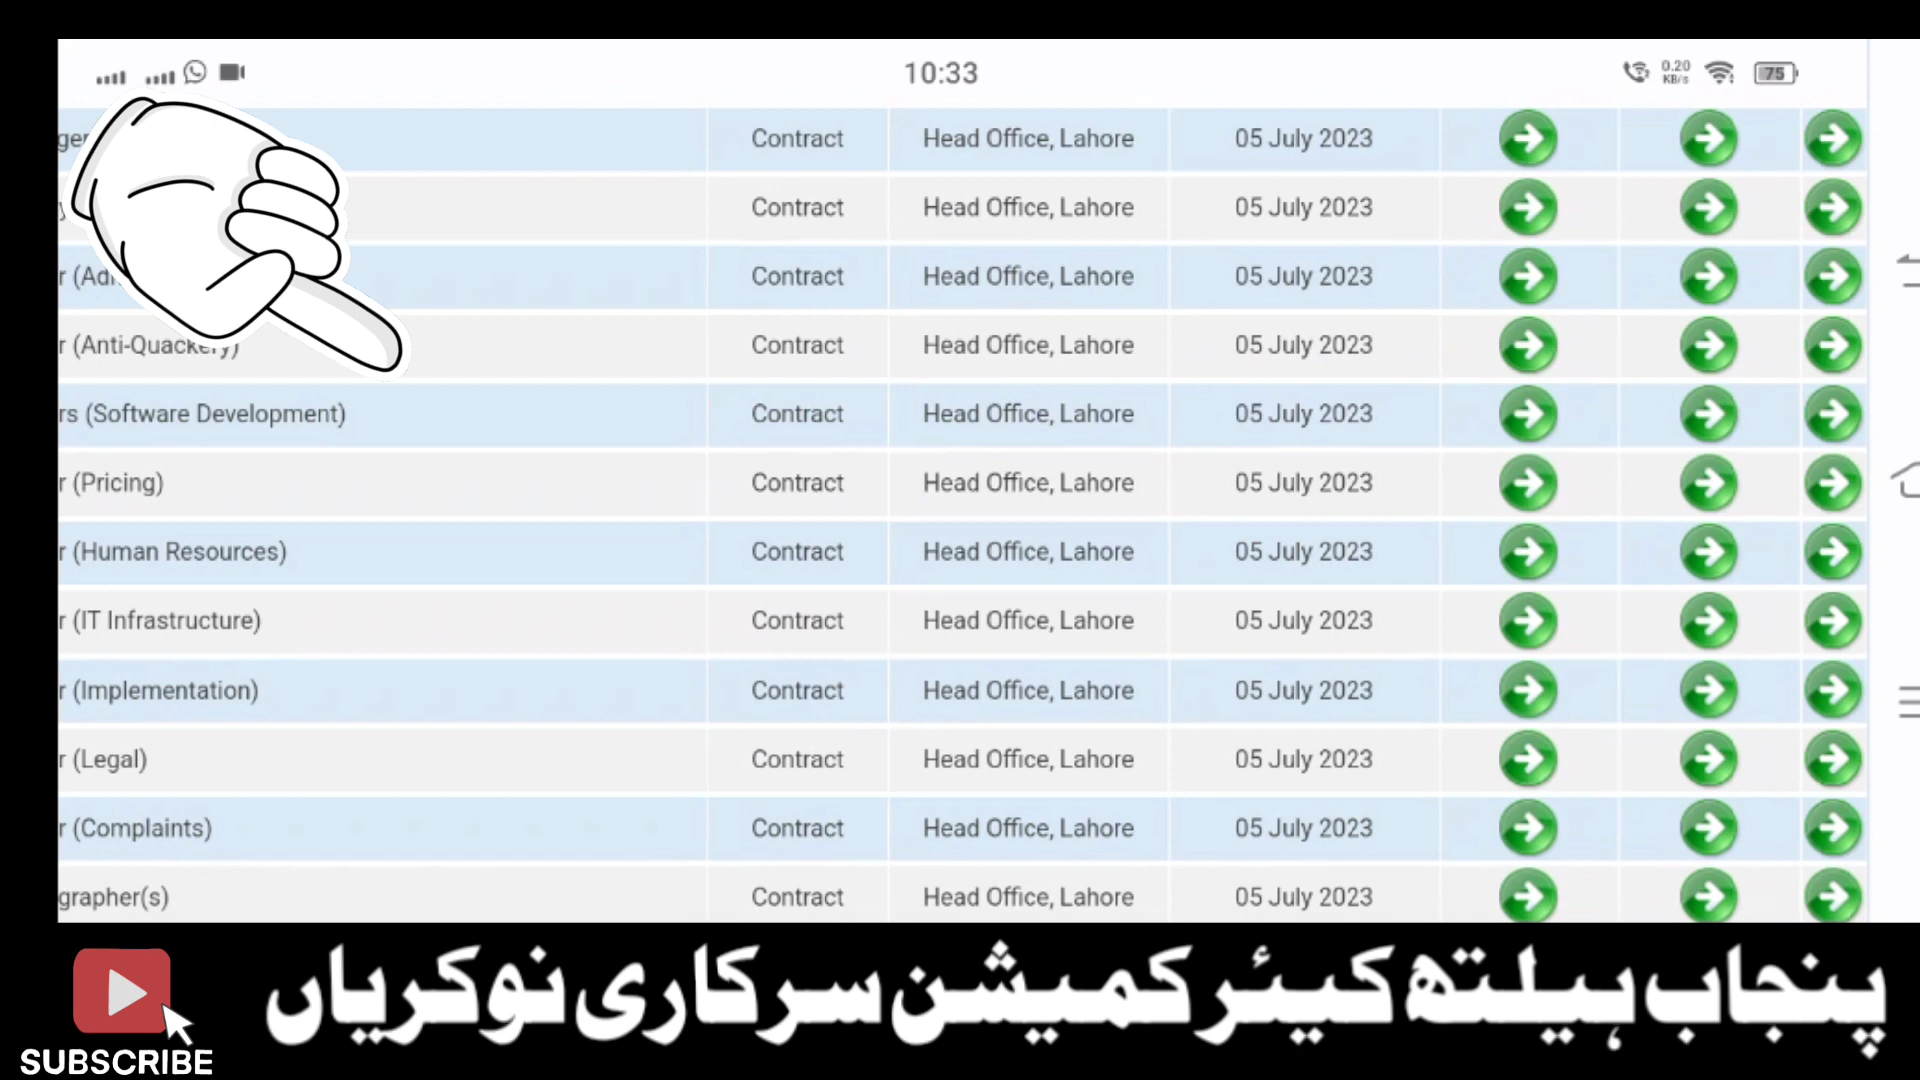 10:33
0.20 KB/s
75
Contract Head Office, Lahore 05 July 2023
Contract Head Office, Lahore 05 July 2023
Contract Head Office, Lahore 05 July 2023
r (Anti-Quackery) Contract Head Office, Lahore 05 July 2023
rs (Software Development) Contract Head Office, Lahore 05 July 2023
r (Pricing) Contract Head Office, Lahore 05 July 2023
r (Human Resources) Contract Head Office, Lahore 05 July 2023
r (IT Infrastructure) Contract Head Office, Lahore 05 July 2023
r (Implementation) Contract Head Office, Lahore 05 July 2023
r (Legal) Contract Head Office, Lahore 05 July 2023
r (Complaints) Contract Head Office, Lahore 05 July 2023
grapher(s) Contract Head Office, Lahore 05 July 2023
پنجاب ہیلتھ کیئر کمیشن سرکاری نوکریاں
SUBSCRIBE